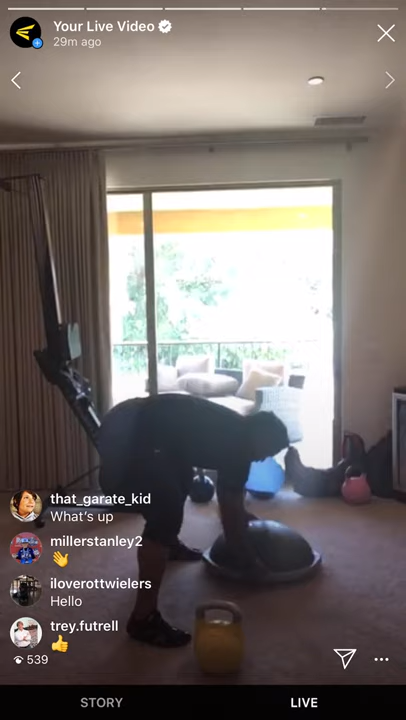 Your Live Video
29m ago
that_garate_kid
What's up
millerstanley2
👋
iloverottwielers
Hello
trey.futrell
👍
539
STORY
LIVE